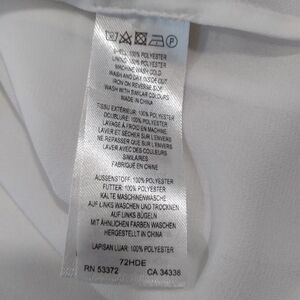 SHELL: 100% POLYESTER
LINING: 100% POLYESTER
MACHINE WASH COLD
WASH AND DRY INSIDE OUT
IRON ON REVERSE SIDE
WASH WITH SIMILAR COLOURS
MADE IN CHINA
TISSU EXTÉRIEUR: 100% POLYESTER
DOUBLURE: 100% POLYESTER
LAVAGE À FROID EN MACHINE
LAVER ET SÉCHER SUR L'ENVERS
NE REPASSER QUE SUR L'ENVERS
LAVER AVEC DES COULEURS
SIMILAIRES
FABRIQUÉ EN CHINE
AUSSENSTOFF: 100% POLYESTER
FUTTER: 100% POLYESTER
KALTE MASCHINENWÄSCHE
AUF LINKS WASCHEN UND TROCKNEN
AUF LINKS BÜGELN
MIT ÄHNLICHEN FARBEN WASCHEN
HERGESTELLT IN CHINA
LAPISAN LUAR: 100% POLYESTER
72HDE
RN 53372 CA 34338